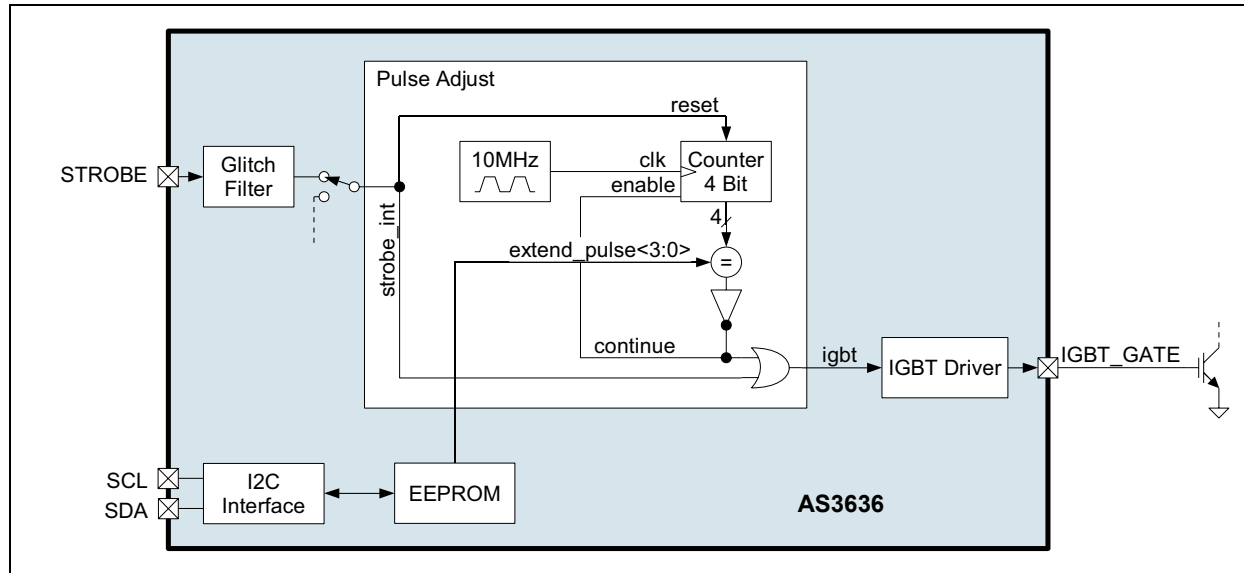 Pulse Adjust
reset
STROBE
Glitch
Filter
10MHz
clk
enable
Counter
4 Bit
4
strobe_int
extend_pulse<3:0>
=
continue
igbt
IGBT Driver
IGBT_GATE
SCL
SDA
I2C
Interface
EEPROM
AS3636